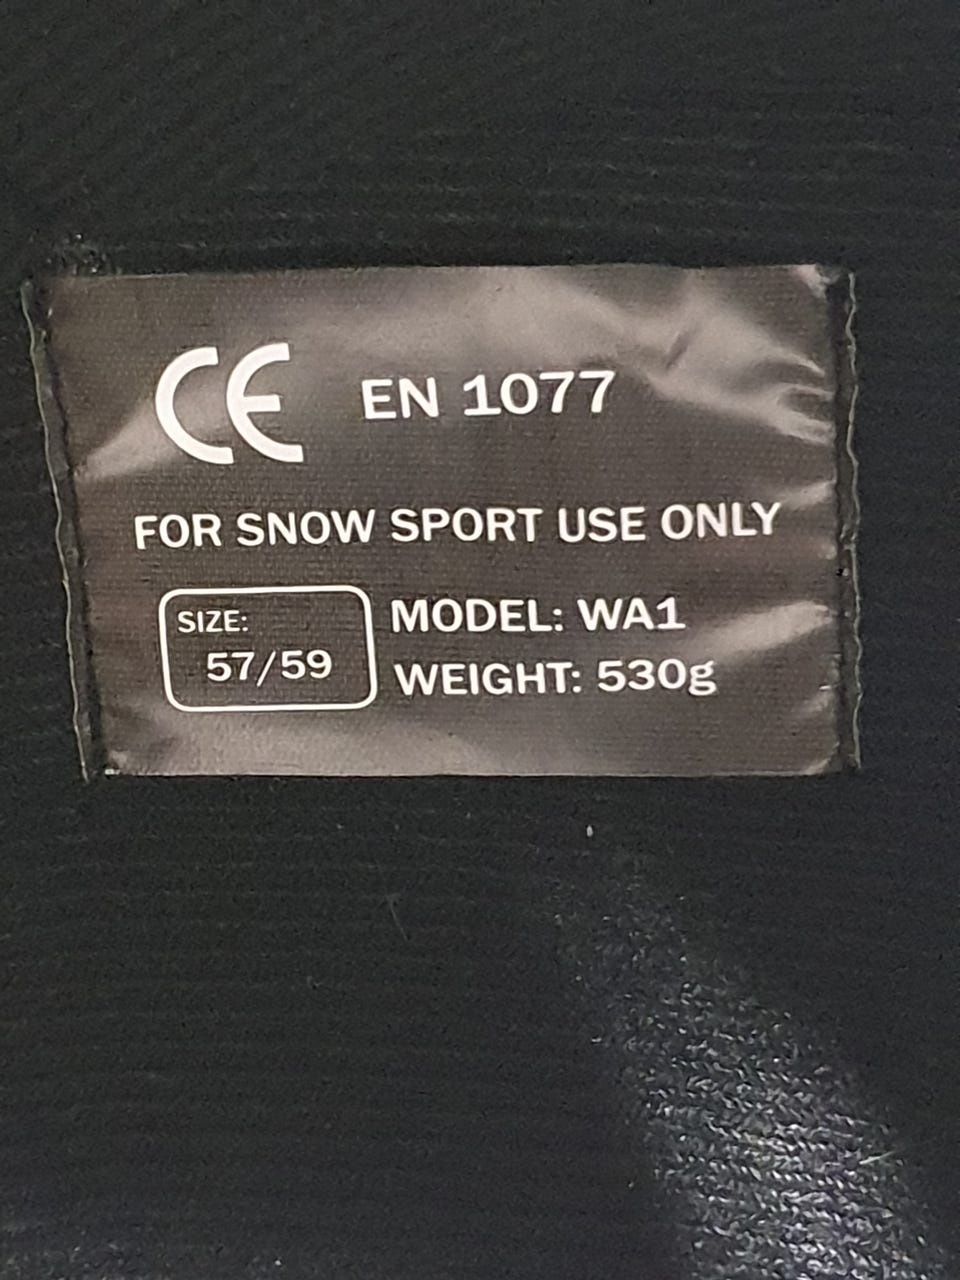 CE EN 1077
FOR SNOW SPORT USE ONLY
SIZE:
57/59
MODEL: WA1
WEIGHT: 530g